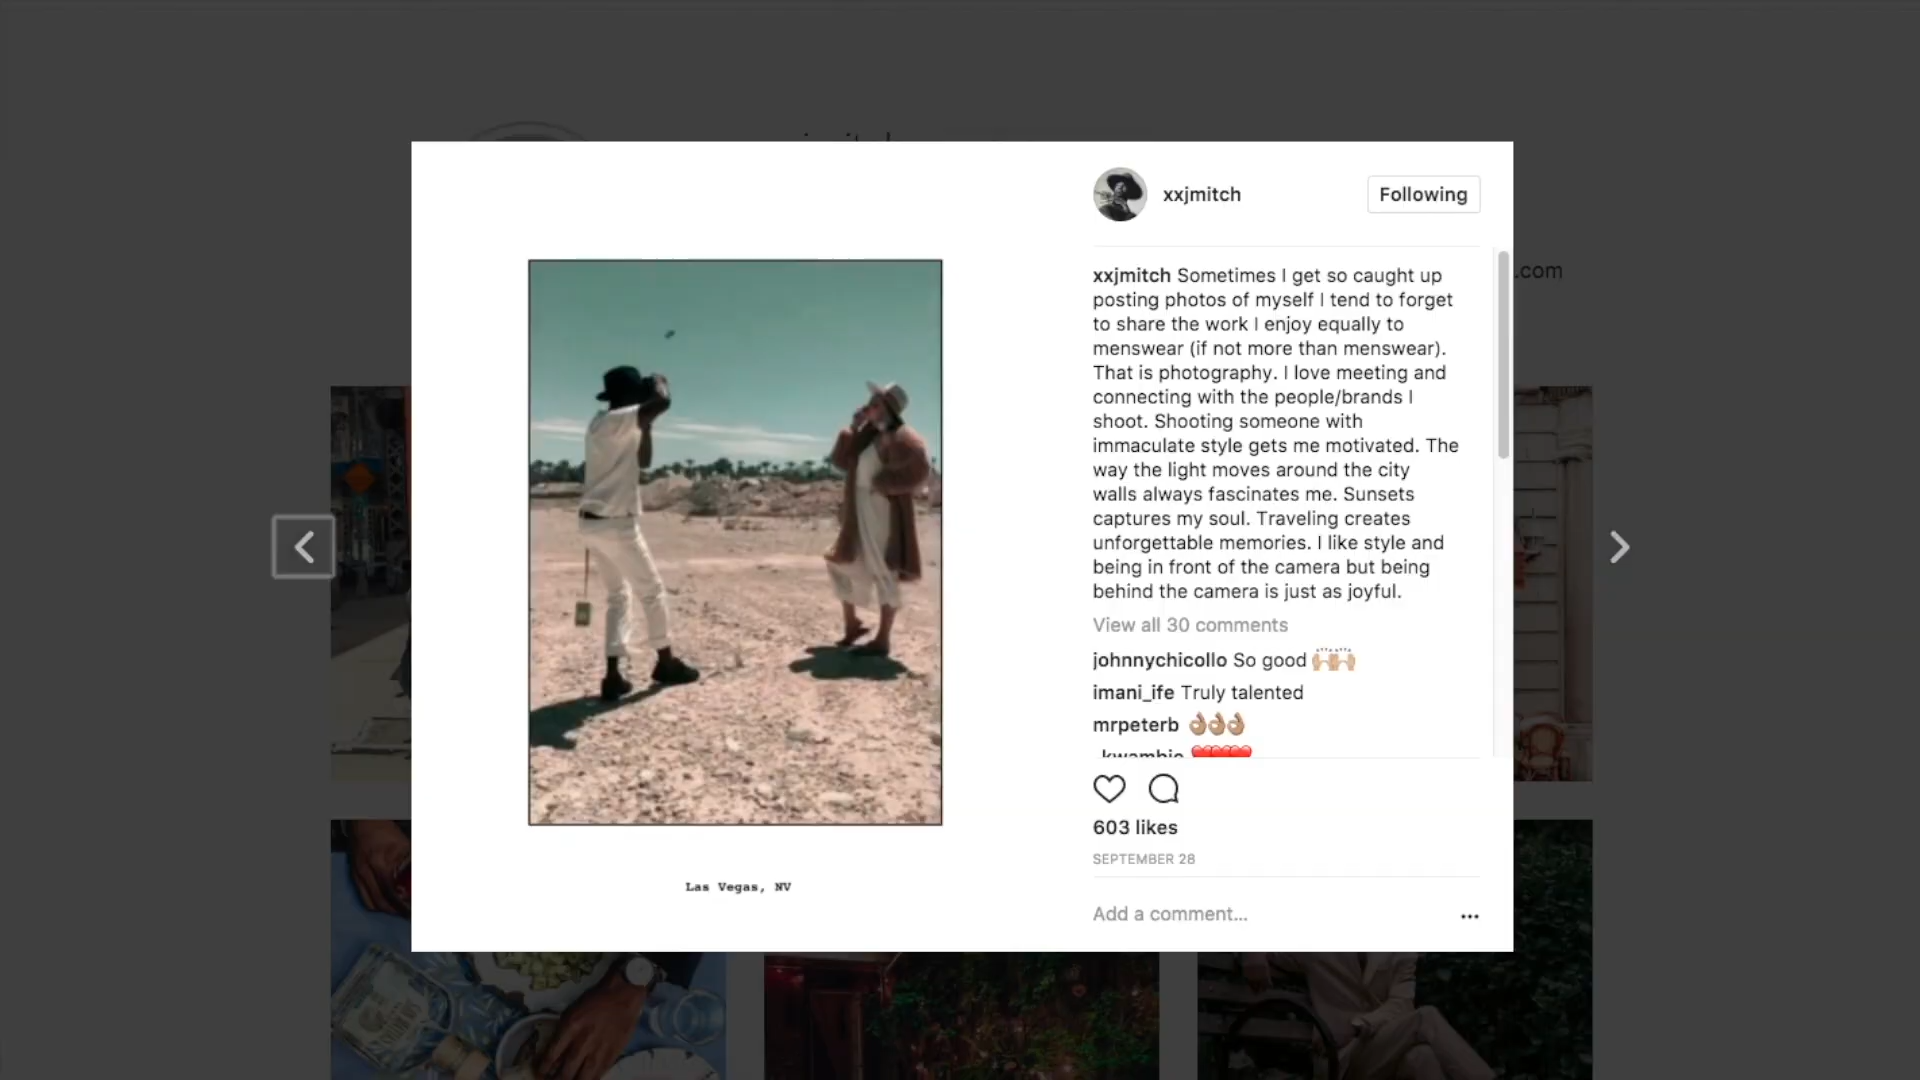 xxjmitch
Following
.com
xxjmitch Sometimes I get so caught up
posting photos of myself I tend to forget
to share the work I enjoy equally to
menswear (if not more than menswear).
That is photography. I love meeting and
connecting with the people/brands I
shoot. Shooting someone with
immaculate style gets me motivated. The
way the light moves around the city
walls always fascinates me. Sunsets
captures my soul. Traveling creates
unforgettable memories. I like style and
being in front of the camera but being
behind the camera is just as joyful.
View all 30 comments
johnnychicollo So good 🙌🏼🙌🏼
imani_ife Truly talented
mrpeterb 👌🏽👌🏽👌🏽
603 likes
SEPTEMBER 28
Add a comment...
Las Vegas, NV